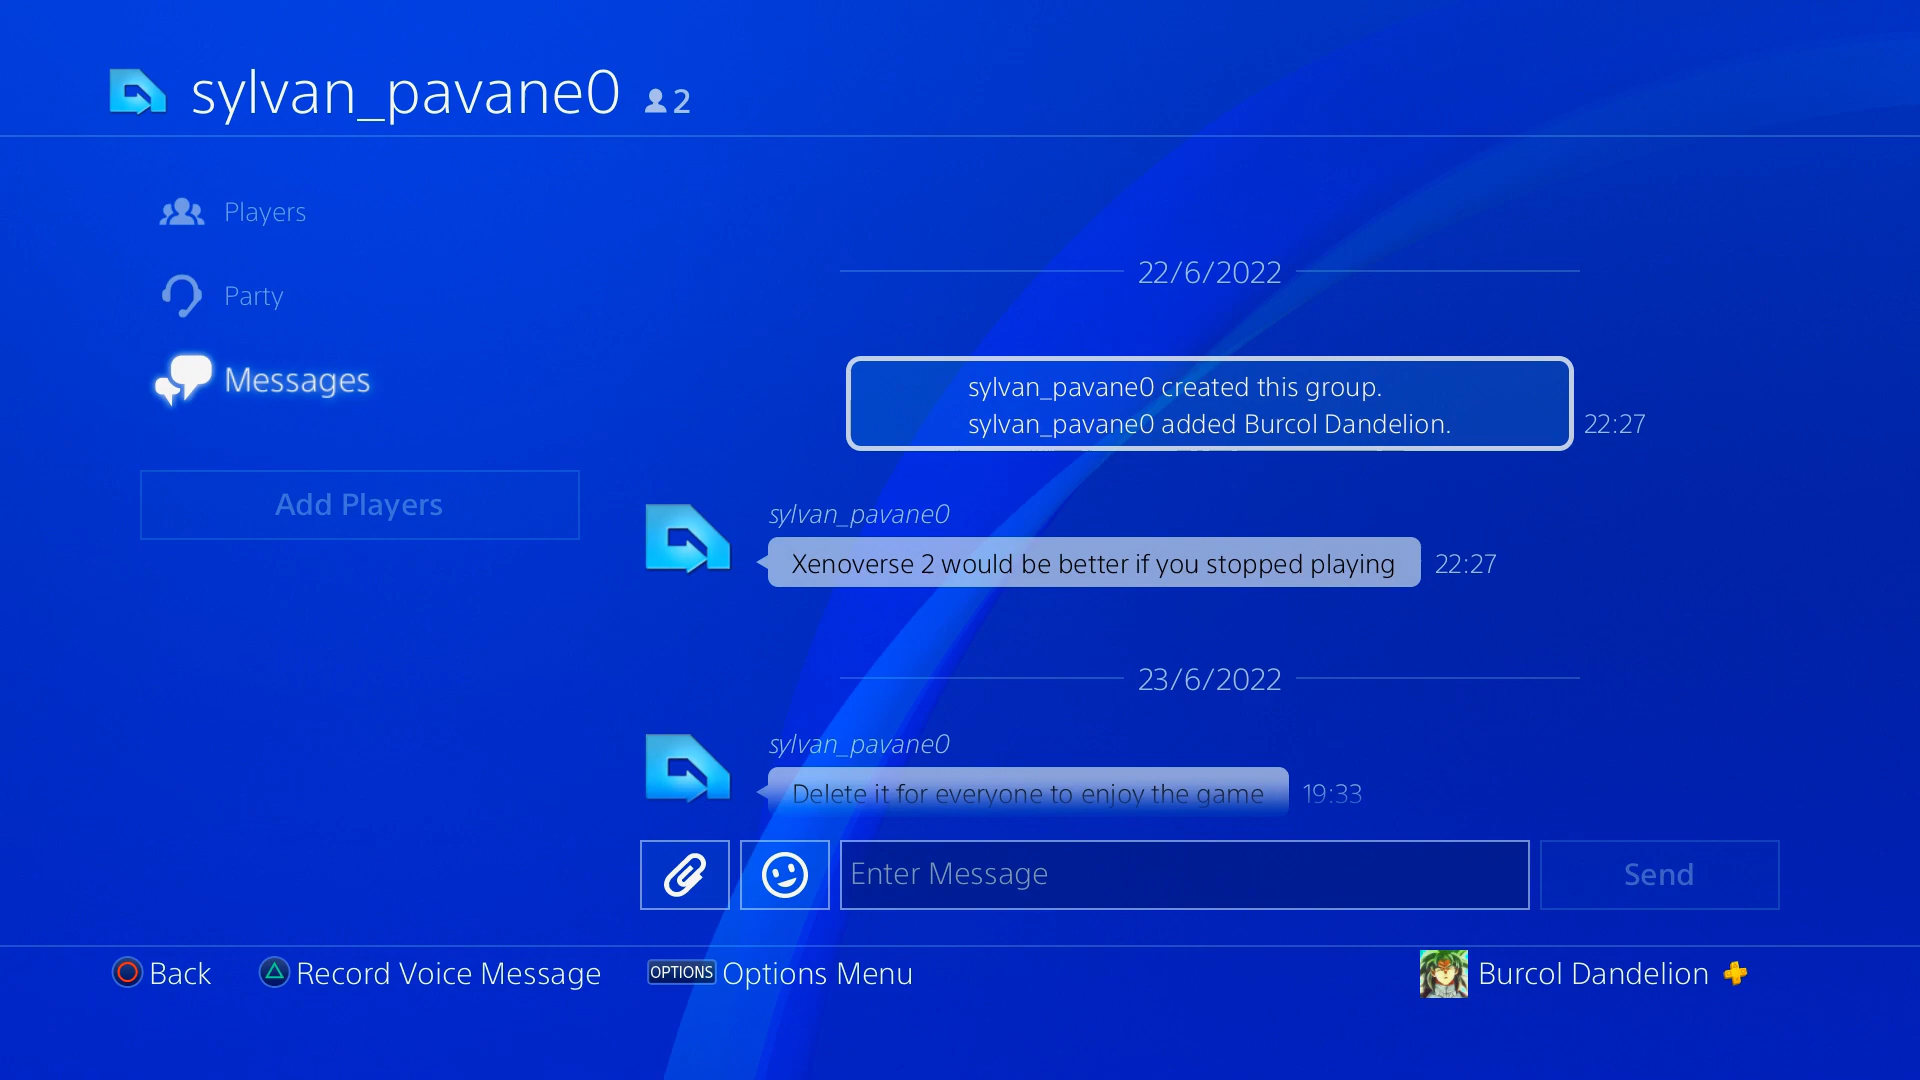 sylvan_pavane0 2
Players
Party
Messages
Add Players
22/6/2022
sylvan_pavane0 created this group.
sylvan_pavane0 added Burcol Dandelion.
22:27
sylvan_pavane0
Xenoverse 2 would be better if you stopped playing
22:27
23/6/2022
sylvan_pavane0
Delete it for everyone to enjoy the game
19:33
Enter Message
Send
Back
Record Voice Message
OPTIONS Options Menu
Burcol Dandelion